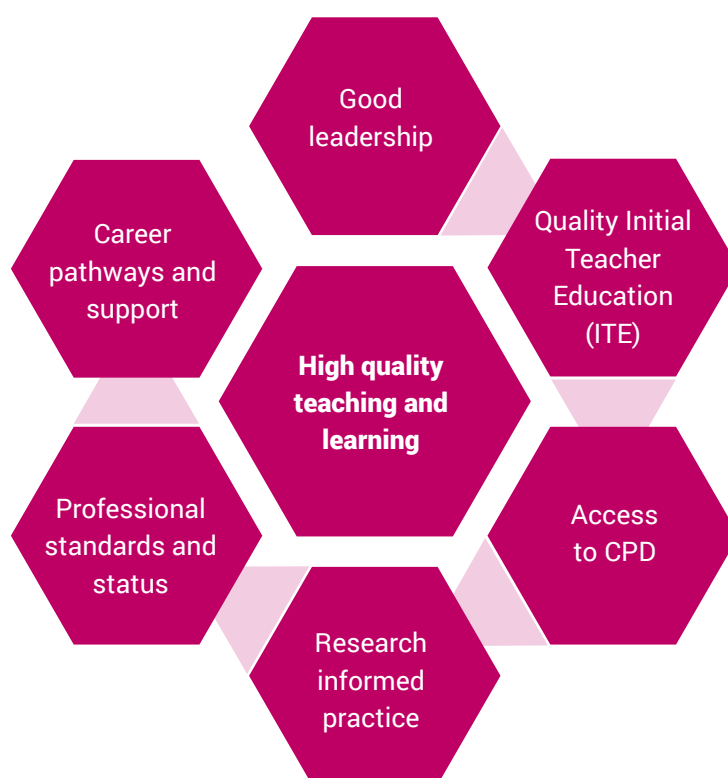 Good
leadership
Quality Initial
Teacher
Education
(ITE)
Access
to CPD
Research
informed
practice
Professional
standards and
status
Career
pathways and
support
High quality
teaching and
learning